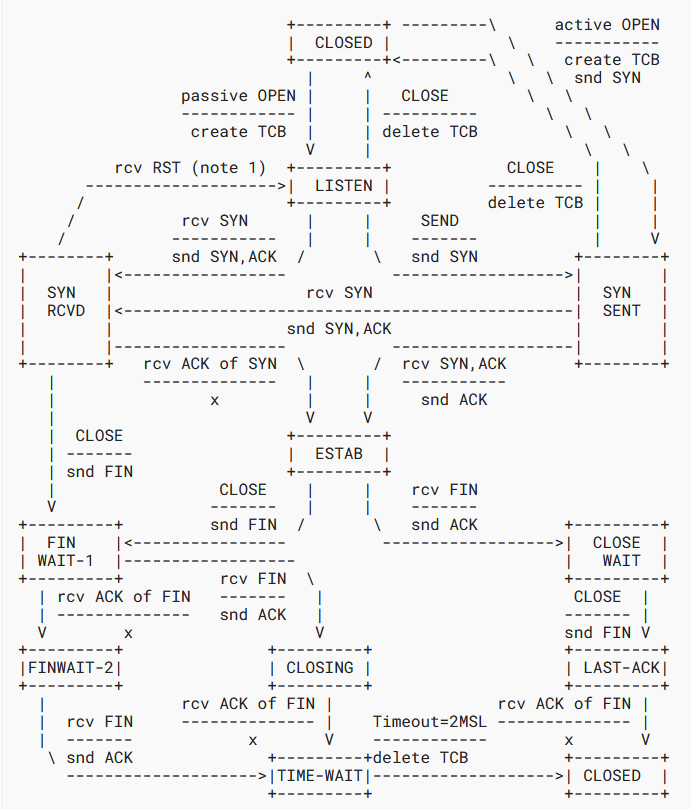 +---------+ ---------\      active OPEN
                            |  CLOSED |            \    -----------
                            +---------+<---------\   \   create TCB
                              |     ^              \   \  snd SYN
                 passive OPEN |     |   CLOSE        \   \
                 ------------ |     | ----------       \   \
                  create TCB  |     | delete TCB         \   \
                              V     |                      \   \
          rcv RST (note 1)  +---------+            CLOSE    |    \
       -------------------->|  LISTEN |          ---------- |     |
      /                     +---------+          delete TCB |     |
     /           rcv SYN      |     |     SEND              |     |
    /           -----------   |     |    -------            |     V
+--------+      snd SYN,ACK  /       \   snd SYN          +--------+
|        |<-----------------           ------------------>|        |
|  SYN   |                    rcv SYN                     |  SYN   |
|  RCVD  |<-----------------------------------------------|  SENT  |
|        |                  snd SYN,ACK                   |        |
|        |------------------           -------------------|        |
+--------+   rcv ACK of SYN  \       /  rcv SYN,ACK       +--------+
   |         --------------   |     |   -----------
   |                x         |     |     snd ACK
   |                          V     V
   |  CLOSE                 +---------+
   | -------                |  ESTAB  |
   | snd FIN                +---------+
   |                 CLOSE    |     |    rcv FIN
   V                -------   |     |    -------
+---------+         snd FIN  /       \   snd ACK         +---------+
|  FIN    |<----------------          ------------------>|  CLOSE  |
| WAIT-1  |------------------                            |   WAIT  |
+---------+          rcv FIN  \                          +---------+
  | rcv ACK of FIN   -------   |                          CLOSE  |
  | --------------   snd ACK   |                         ------- |
  V        x                   V                         snd FIN V
+---------+               +---------+                    +---------+
|FINWAIT-2|               | CLOSING |                    | LAST-ACK|
+---------+               +---------+                    +---------+
  |              rcv ACK of FIN |                 rcv ACK of FIN |
  |  rcv FIN     -------------- |    Timeout=2MSL -------------- |
  |  -------            x       V    ------------        x       V
   \ snd ACK              +---------+delete TCB          +---------+
     -------------------->|TIME-WAIT|------------------->| CLOSED  |
                          +---------+                    +---------+